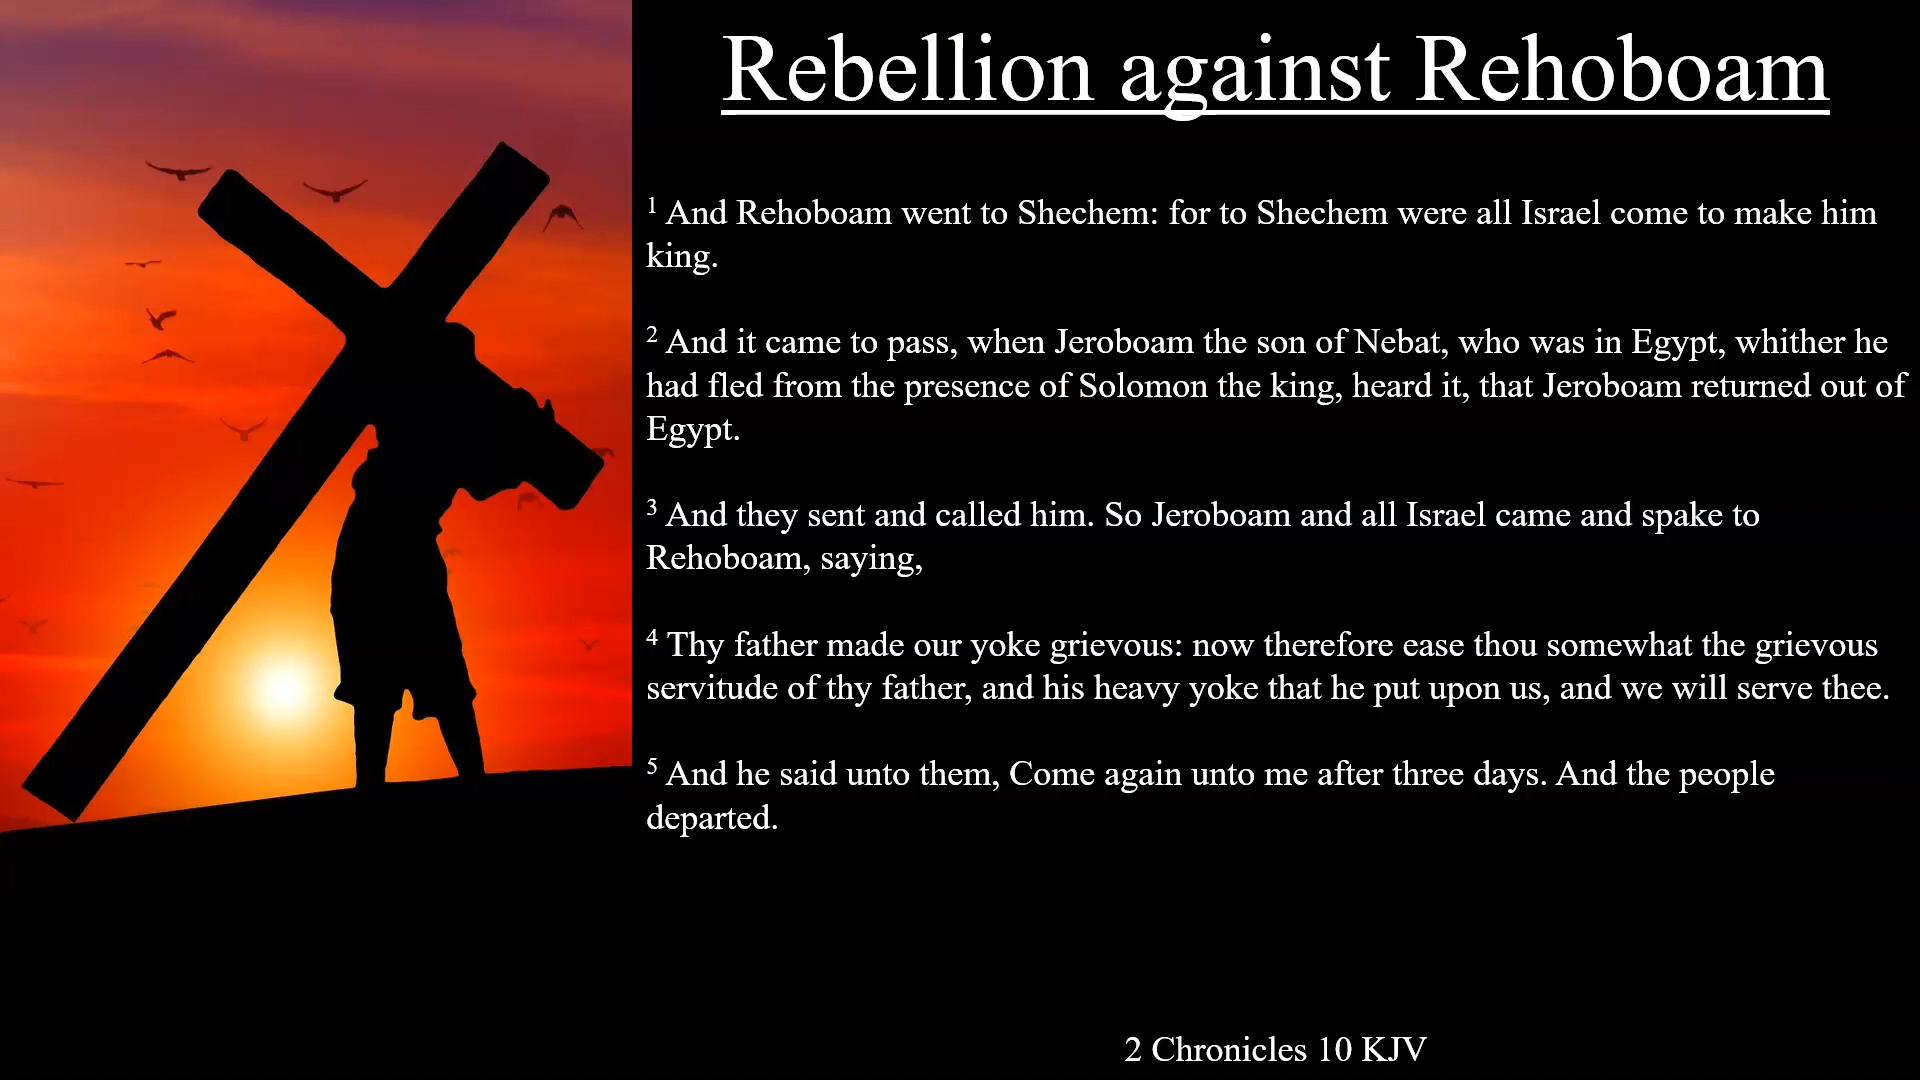 Rebellion against Rehoboam
1 And Rehoboam went to Shechem: for to Shechem were all Israel come to make him
king.
2 And it came to pass, when Jeroboam the son of Nebat, who was in Egypt, whither he
had fled from the presence of Solomon the king, heard it, that Jeroboam returned out of
Egypt.
3 And they sent and called him. So Jeroboam and all Israel came and spake to
Rehoboam, saying,
4 Thy father made our yoke grievous: now therefore ease thou somewhat the grievous
servitude of thy father, and his heavy yoke that he put upon us, and we will serve thee.
5 And he said unto them, Come again unto me after three days. And the people
departed.
2 Chronicles 10 KJV